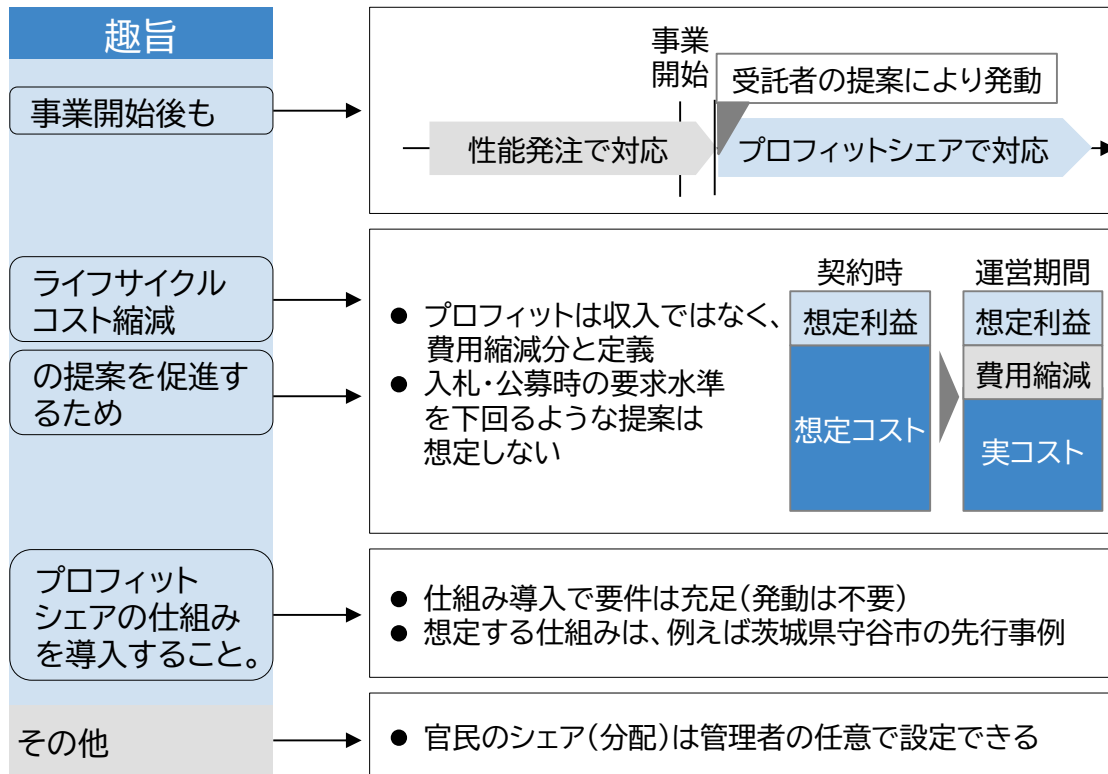 趣旨
事業開始後も
事業
開始
受託者の提案により発動
性能発注で対応
プロフィットシェアで対応
ライフサイクル
コスト縮減
の提案を促進す
るため
● プロフィットは収入ではなく、
費用縮減分と定義
● 入札・公募時の要求水準
を下回るような提案は
想定しない
契約時
想定利益
想定コスト
運営期間
想定利益
費用縮減
実コスト
プロフィット
シェアの仕組み
を導入すること。
● 仕組み導入で要件は充足(発動は不要)
● 想定する仕組みは、例えば茨城県守谷市の先行事例
その他
● 官民のシェア(分配)は管理者の任意で設定できる